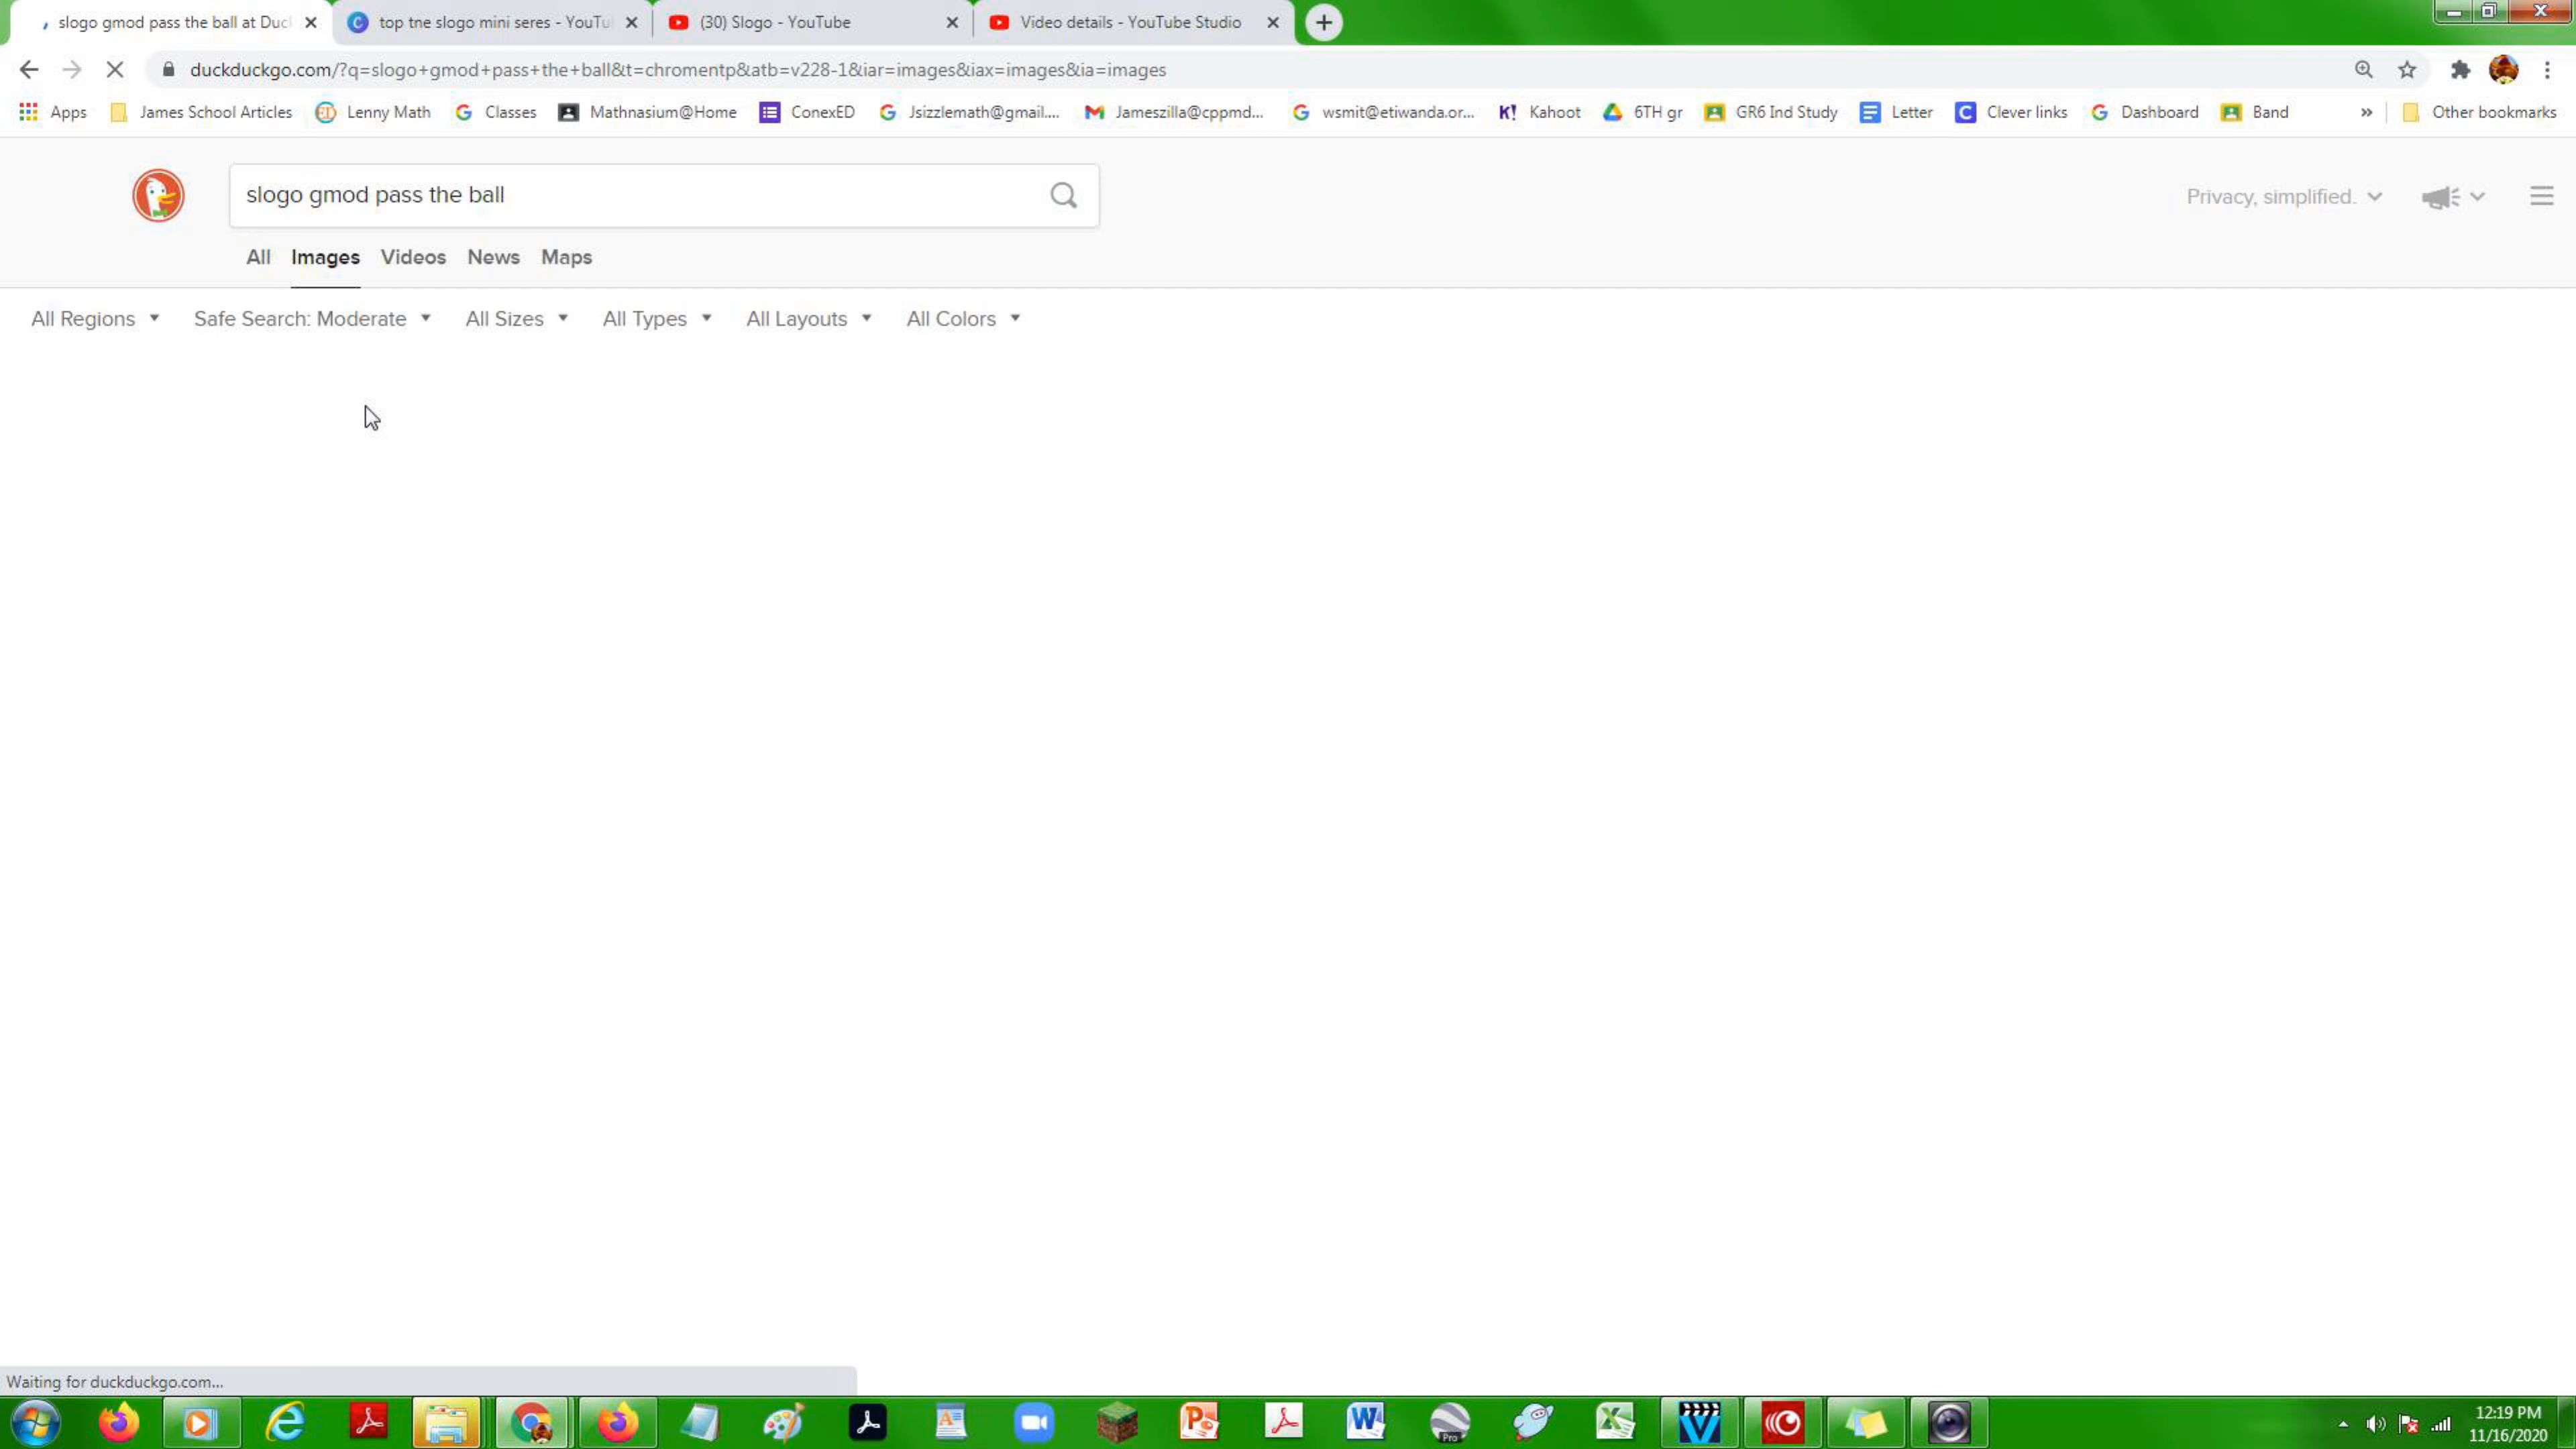 slogo gmod pass the ball at Duc
top tne slogo mini seres - YouTu
(30) Slogo - YouTube
Video details - YouTube Studio
duckduckgo.com/?q=slogo+gmod+pass+the+ball&t=chromentp&atb=v228-1&iar=images&iax=images&ia=images
Apps James School Articles Lenny Math Classes Mathnasium@Home ConexED Jsizzlemath@gmail.... Jameszilla@cppmd... wsmit@etiwanda.or... K! Kahoot 6TH gr GR6 Ind Study Letter Clever links Dashboard Band » Other bookmarks
slogo gmod pass the ball
Privacy, simplified.
All Images Videos News Maps
All Regions Safe Search: Moderate All Sizes All Types All Layouts All Colors
Waiting for duckduckgo.com...
Pro
12:19 PM
11/16/2020